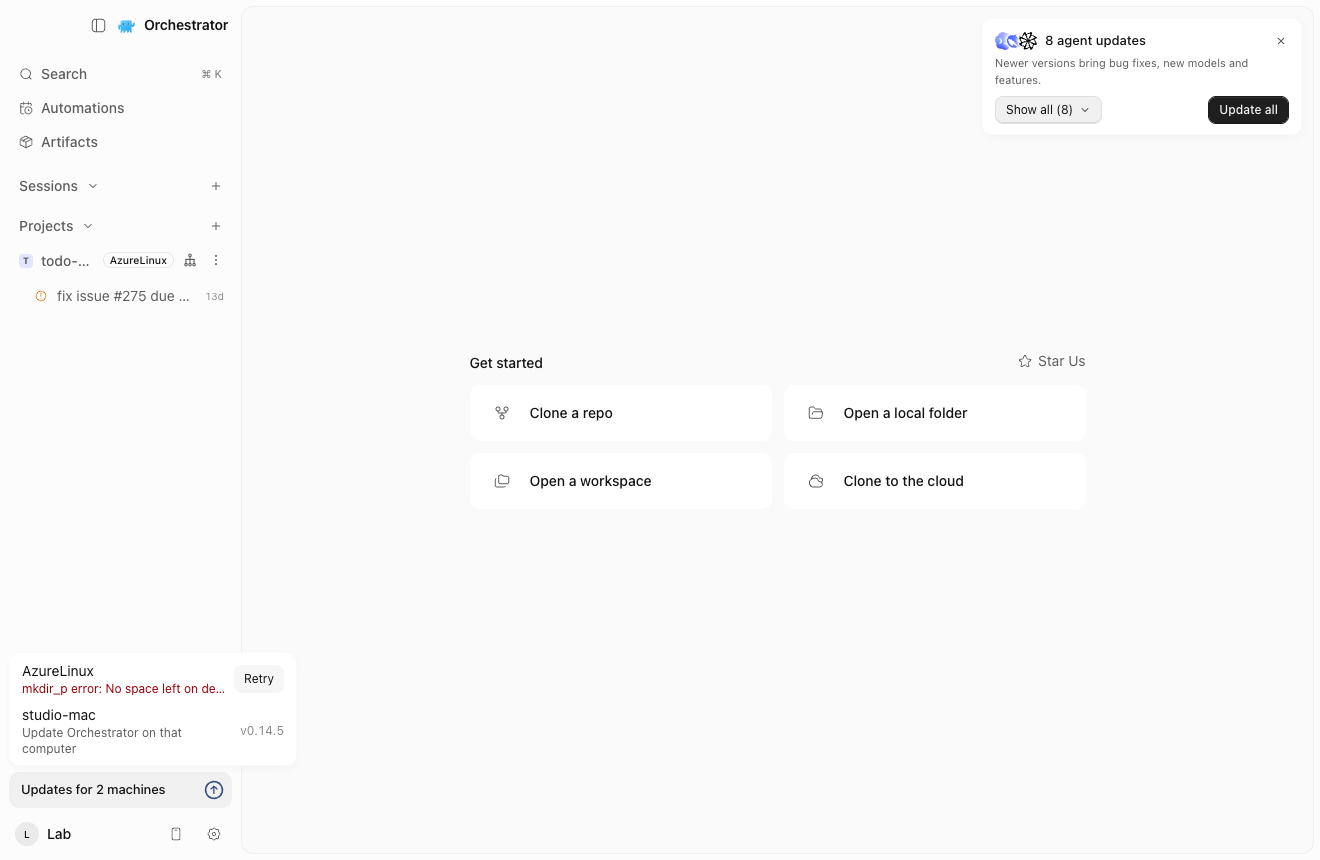 Orchestrator
Search
⌘ K
Automations
Artifacts
Sessions
Projects
T
todo-...
AzureLinux
fix issue #275 due ...
13d
8 agent updates
Newer versions bring bug fixes, new models and
features.
Show all (8)
Update all
Get started
Star Us
Clone a repo
Open a local folder
Open a workspace
Clone to the cloud
AzureLinux
mkdir_p error: No space left on de...
Retry
studio-mac
Update Orchestrator on that
computer
v0.14.5
Updates for 2 machines
L
Lab